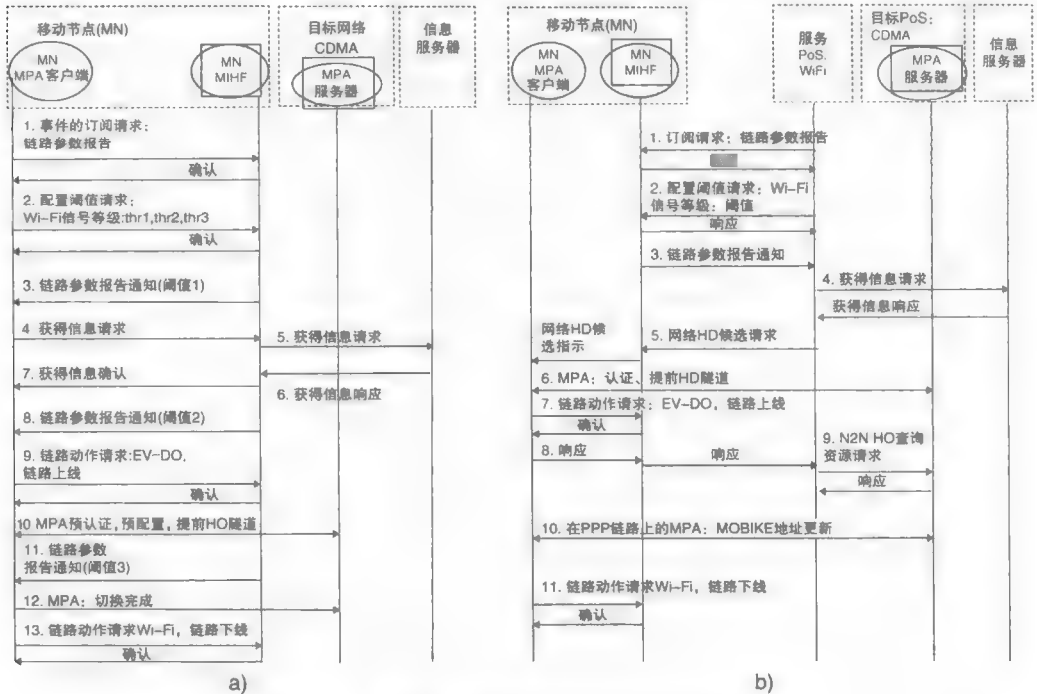 移动节点(MN)
MN
MPA客户端
MN
MIHF
目标网络
CDMA
MPA
服务器
信息
服务器
1. 事件的订阅请求:
链路参数报告
确认
2. 配置阈值请求:
Wi-Fi信号等级:thr1,thr2,thr3
确认
3. 链路参数报告通知(阈值1)
4 获得信息请求
5. 获得信息请求
7. 获得信息确认
6. 获得信息响应
8. 链路参数报告通知(阈值2)
9. 链路动作请求:EV-DO,
链路上线
确认
10 MPA预认证,预配置,提前HO隧道
11. 链路参数
报告通知(阈值3)
12. MPA: 切换完成
13. 链路动作请求Wi-Fi, 链路下线
确认
a)
移动节点(MN)
MN
MPA
客户端
MN
MIHF
服务
PoS.
WiFi
目标PoS:
CDMA
MPA
服务器
信息
服务器
1. 订阅请求: 链路参数报告
2. 配置阈值请求: Wi-Fi
信号等级: 阈值
响应
3. 链路参数报告通知
4. 获得信息请求
获得信息响应
网络HD候
选指示
5. 网络HD候选请求
6. MPA: 认证、提前HD隧道
7. 链路动作请求: EV-DO, 链路上线
确认
8. 响应
响应
9. N2N HO查询
资源请求
响应
10. 在PPP链路上的MPA: MOBIKE地址更新
11. 链路动作请求Wi-Fi, 链路下线
确认
b)